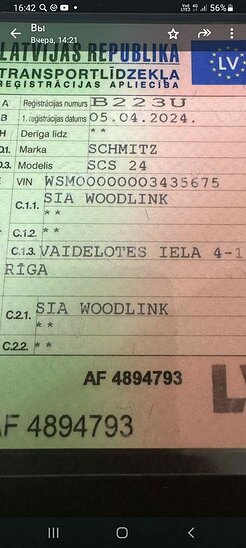 16:42 56%
Вы
Вчера, 14:21
LATVIJAS REPUBLIKA
TRANSPORTLĪDZEKĻA
REĢISTRĀCIJAS APLIECĪBA
LV
A Reģistrācijas numurs B223U
B 1. reģistrācijas datums 05.04.2024.
H Derīga līdz **
D.1. Marka SCHMITZ
D.3. Modelis SCS 24
E VIN WSM00000003435675
C.1.1. SIA WOODLINK
**
C.1.2. **
C.1.3. VAIDELOTES IELA 4-1
RĪGA
C.2.1. SIA WOODLINK
**
C.2.2. **
AF 4894793
LV
AF 4894793